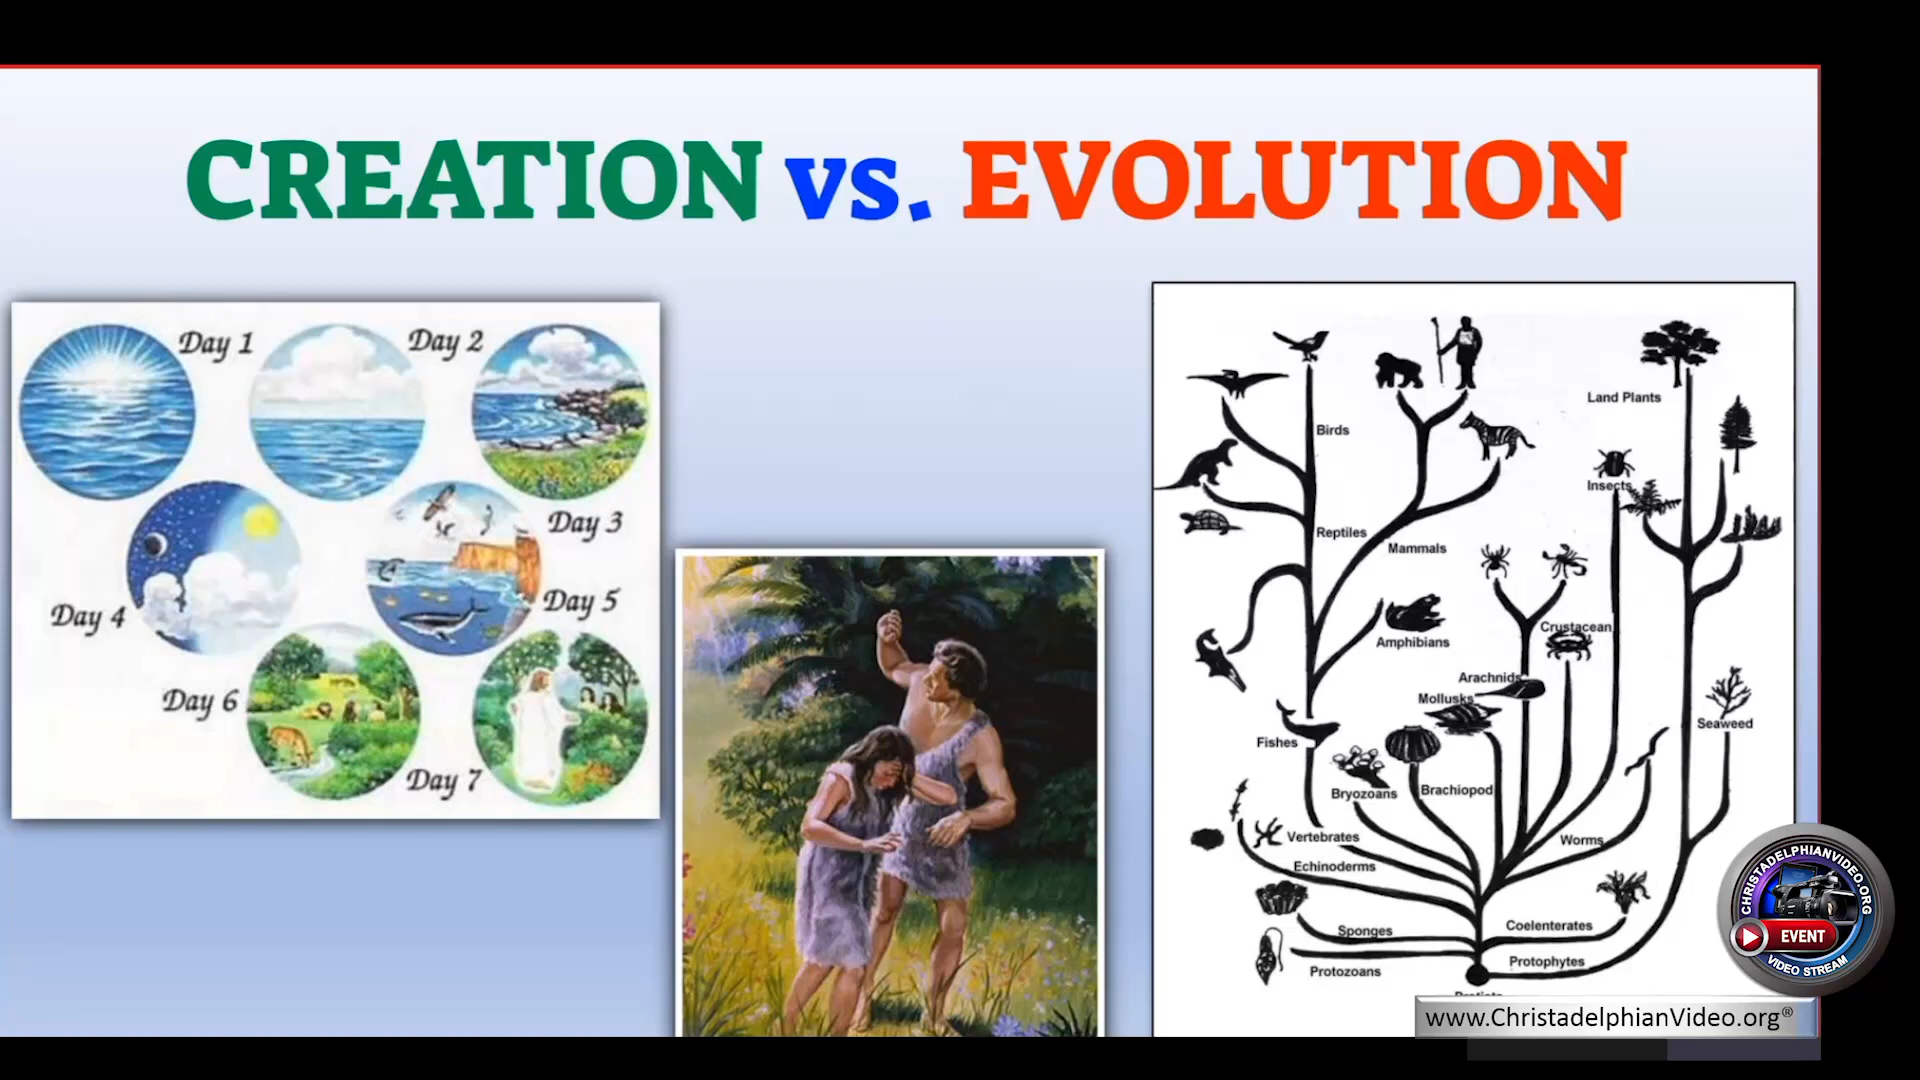 CREATION vs. EVOLUTION
Day 1
Day 2
Day 3
Day 4
Day 5
Day 6
Day 7
Land Plants
Birds
Insects
Reptiles
Mammals
Crustacean
Amphibians
Arachnids
Mollusks
Seaweed
Fishes
Bryozoans
Brachiopod
Vertebrates
Worms
Echinoderms
Coelenterates
Sponges
Protophytes
Protozoans
CHRISTADELPHIANVIDEO.ORG
EVENT
VIDEO STREAM
www.ChristadelphianVideo.org®